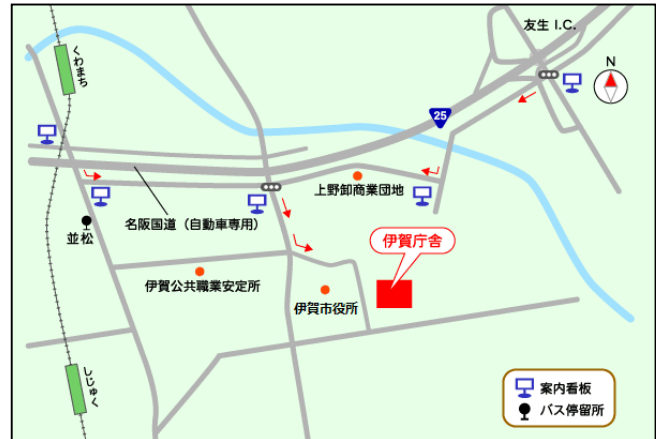 友生 I.C.
くわまち
N
25
上野卸商業団地
名阪国道（自動車専用）
並松
伊賀庁舎
伊賀公共職業安定所
伊賀市役所
しじゅく
案内看板
バス停留所